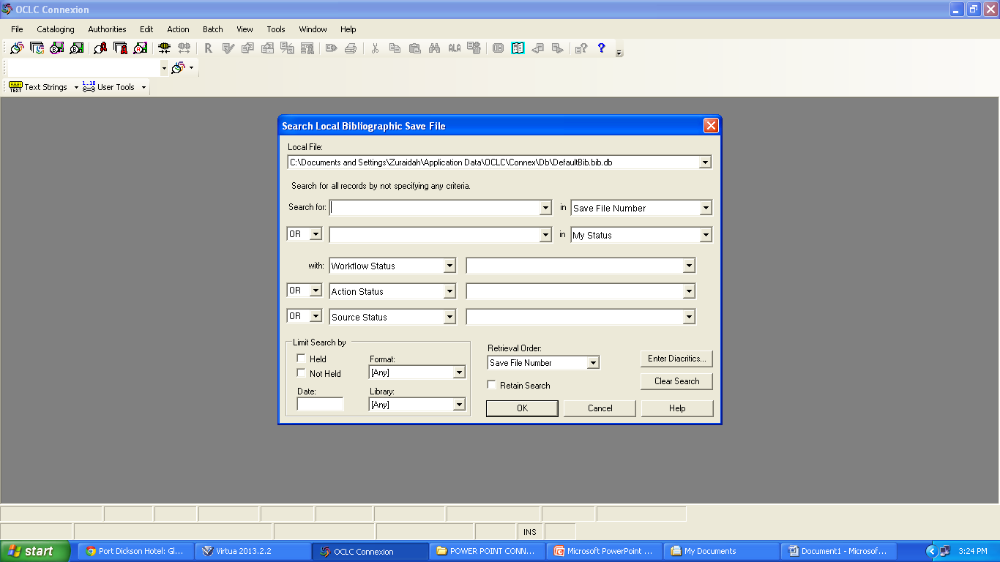 OCLC Connexion
File Cataloging Authorities Edit Action Batch View Tools Window Help
R ALA ?
TEXT Text Strings 1...10 User Tools
Search Local Bibliographic Save File
Local File:
C:\Documents and Settings\Zuraidah\Application Data\OCLC\Connex\Db\DefaultBib.bib.db
Search for all records by not specifying any criteria.
Search for: in Save File Number
OR in My Status
with: Workflow Status
OR Action Status
OR Source Status
Limit Search by
Held
Not Held
Format:
[Any]
Date:
Library:
[Any]
Retrieval Order:
Save File Number
Retain Search
Enter Diacritics...
Clear Search
OK Cancel Help
INS
start Port Dickson Hotel: Gl... Virtua 2013.2.2 OCLC Connexion POWER POINT CONN... Microsoft PowerPoint ... My Documents Document1 - Microsof... 3:24 PM